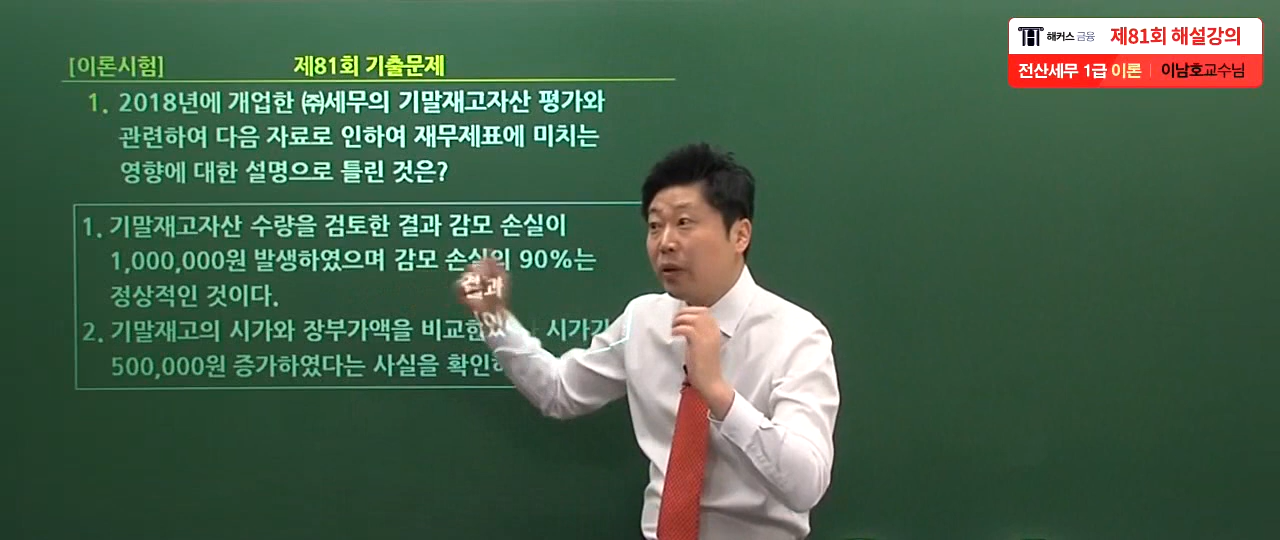 [이론시험] 제81회 기출문제
1. 2018년에 개업한 ㈜세무의 기말재고자산 평가와
관련하여 다음 자료로 인하여 재무제표에 미치는
영향에 대한 설명으로 틀린 것은?
1. 기말재고자산 수량을 검토한 결과 감모 손실이
1,000,000원 발생하였으며 감모 손실의 90%는
정상적인 것이다.
2. 기말재고의 시가와 장부가액을 비교한 결과 시가가
500,000원 증가하였다는 사실을
해커스 금융 제81회 해설강의
전산세무 1급 이론 이남호교수님